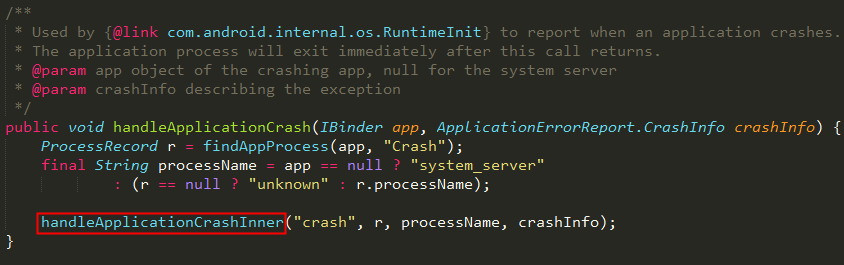 /**
 * Used by {@link com.android.internal.os.RuntimeInit} to report when an application crashes.
 * The application process will exit immediately after this call returns.
 * @param app object of the crashing app, null for the system server
 * @param crashInfo describing the exception
 */
public void handleApplicationCrash(IBinder app, ApplicationErrorReport.CrashInfo crashInfo) {
    ProcessRecord r = findAppProcess(app, "Crash");
    final String processName = app == null ? "system_server"
            : (r == null ? "unknown" : r.processName);
    handleApplicationCrashInner("crash", r, processName, crashInfo);
}